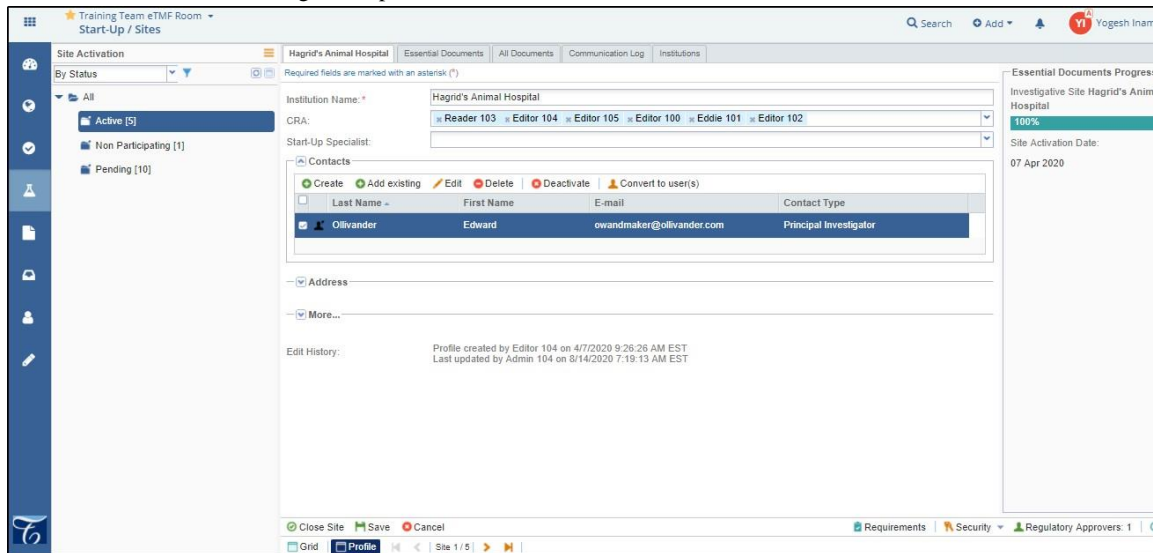 Training Team eTMF Room
Start-Up / Sites
Search
Add
A
YI
Yogesh Inam
Site Activation
By Status
All
Active [5]
Non Participating [1]
Pending [10]
Hagrid's Animal Hospital
Essential Documents
All Documents
Communication Log
Institutions
Required fields are marked with an asterisk (*)
Institution Name: *
Hagrid's Animal Hospital
CRA:
Reader 103
Editor 104
Editor 105
Editor 100
Eddie 101
Editor 102
Start-Up Specialist:
Contacts
Create
Add existing
Edit
Delete
Deactivate
Convert to user(s)
Last Name
First Name
E-mail
Contact Type
Ollivander
Edward
owandmaker@ollivander.com
Principal Investigator
Address
More...
Edit History:
Profile created by Editor 104 on 4/7/2020 9:26:26 AM EST
Last updated by Admin 104 on 8/14/2020 7:19:13 AM EST
Essential Documents Progress
Investigative Site Hagrid's Anim
Hospital
100%
Site Activation Date:
07 Apr 2020
Close Site
Save
Cancel
Requirements
Security
Regulatory Approvers: 1
Grid
Profile
Site 1 / 5